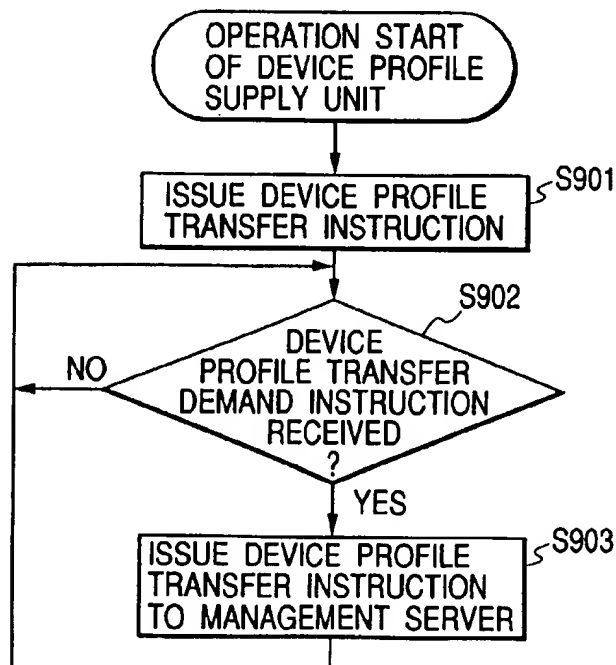 OPERATION START
OF DEVICE PROFILE
SUPPLY UNIT
S901
ISSUE DEVICE PROFILE
TRANSFER INSTRUCTION
S902
DEVICE
PROFILE TRANSFER
DEMAND INSTRUCTION
RECEIVED
?
NO
YES
S903
ISSUE DEVICE PROFILE
TRANSFER INSTRUCTION
TO MANAGEMENT SERVER